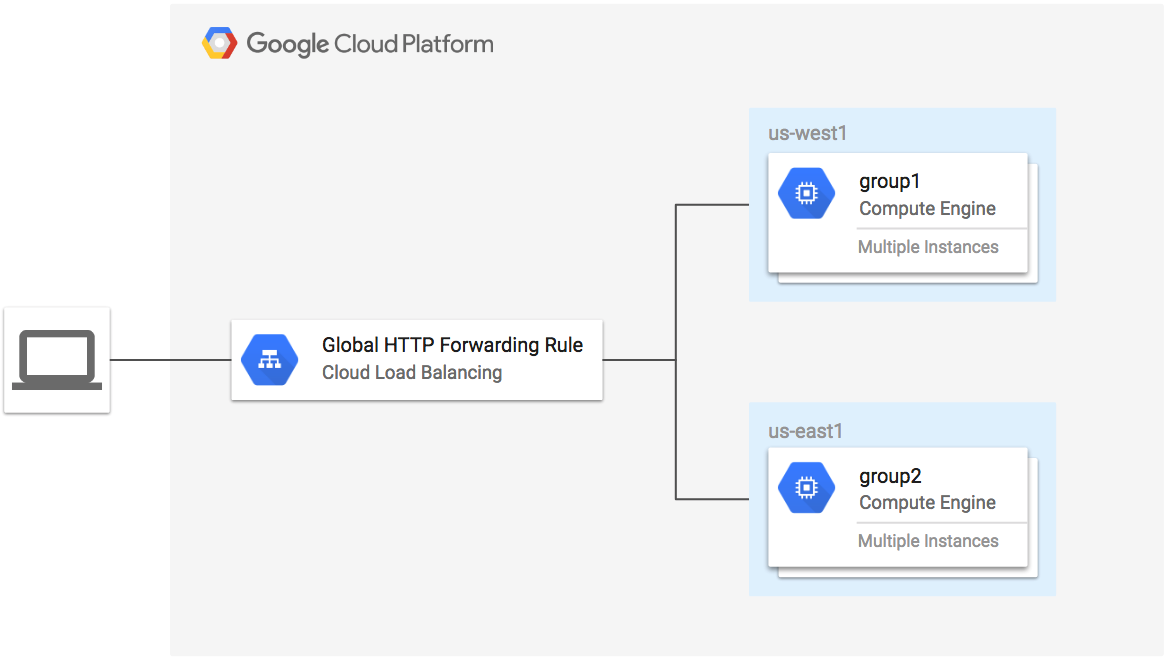 Google Cloud Platform
us-west1
group1
Compute Engine
Multiple Instances
Global HTTP Forwarding Rule
Cloud Load Balancing
us-east1
group2
Compute Engine
Multiple Instances